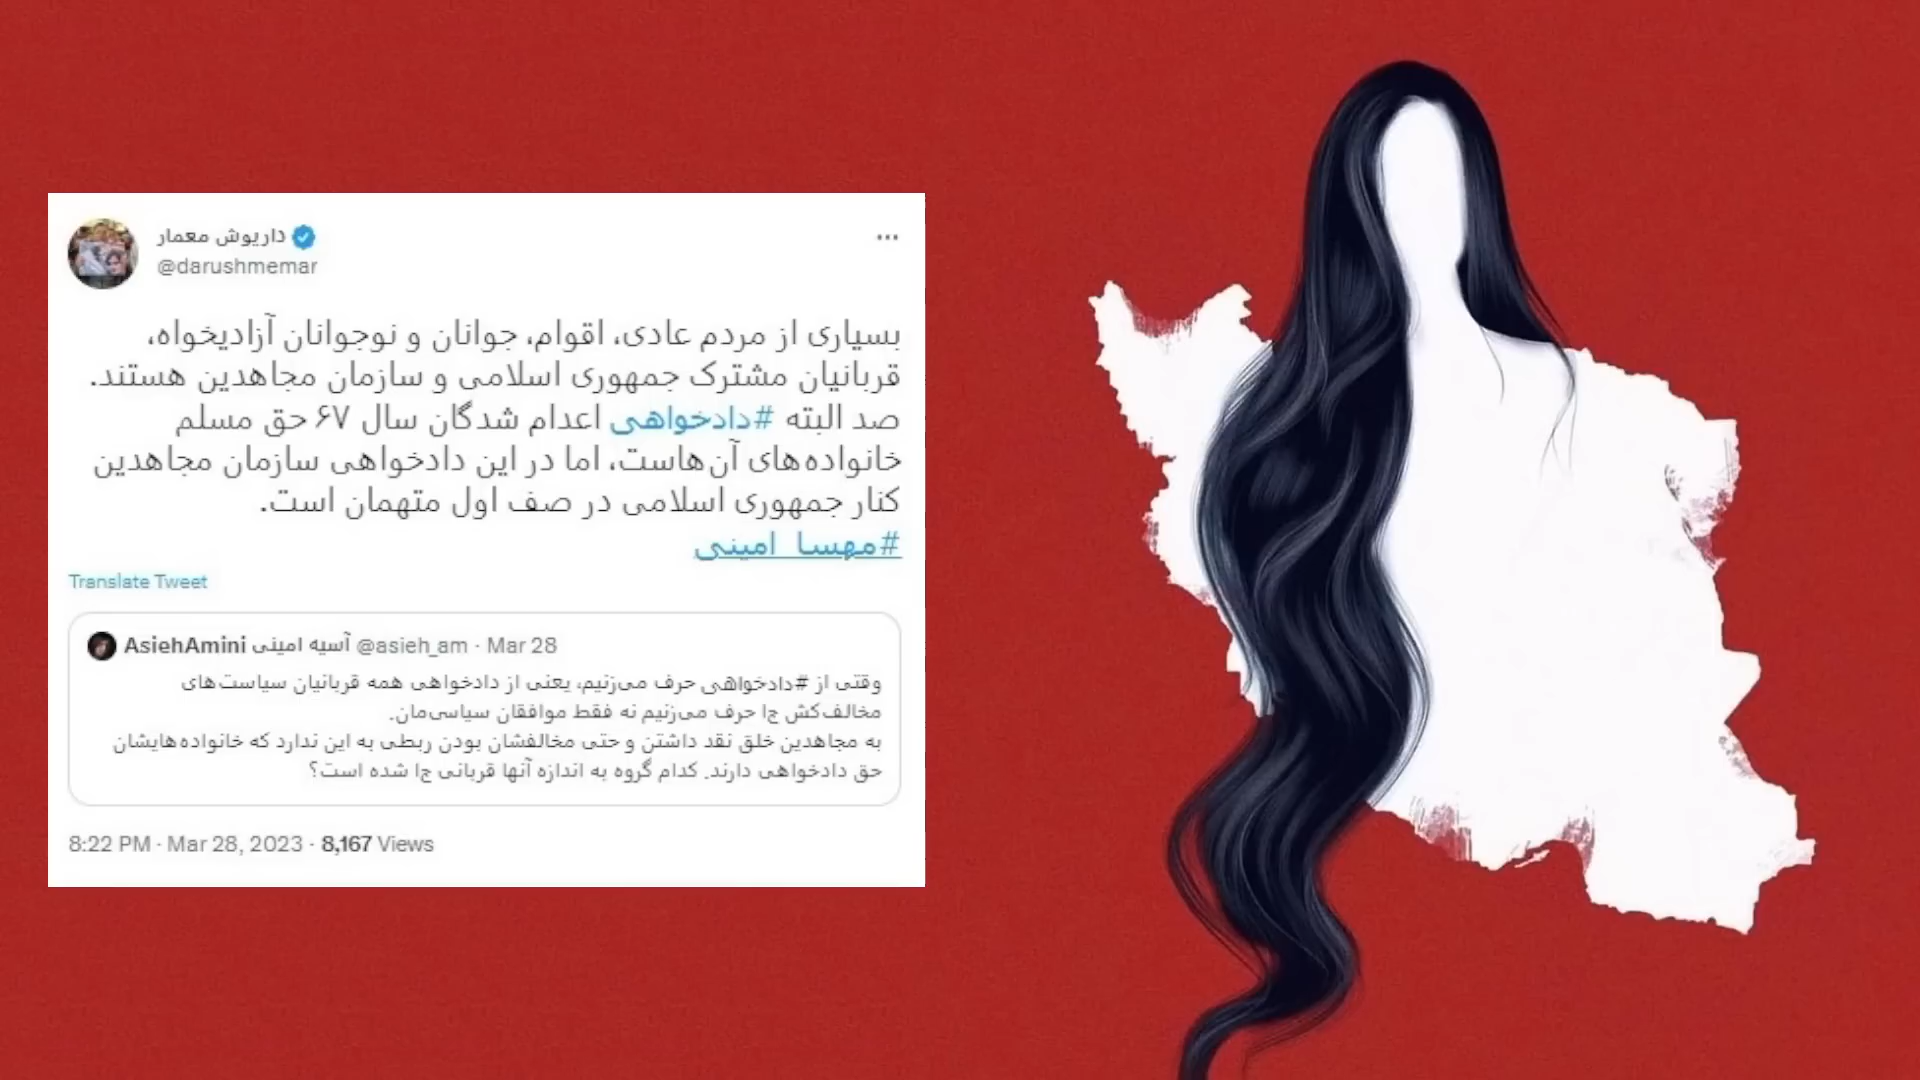 داریوش معمار
@darushmemar
بسیاری از مردم عادی، اقوام، جوانان و نوجوانان آزادیخواه،
قربانیان مشترک جمهوری اسلامی و سازمان مجاهدین هستند.
صد البته #دادخواهی اعدام شدگان سال ۶۷ حق مسلم
خانواده‌های آن‌هاست، اما در این دادخواهی سازمان مجاهدین
کنار جمهوری اسلامی در صف اول متهمان است.
#مهسا_امینی
Translate Tweet
AsiehAmini آسیه امینی @asieh_am · Mar 28
وقتی از #دادخواهی حرف می‌زنیم، یعنی از دادخواهی همه قربانیان سیاست‌های
مخالف‌کش ج‌ا حرف می‌زنیم نه فقط موافقان سیاسی‌مان.
به مجاهدین خلق نقد داشتن و حتی مخالفشان بودن ربطی به این ندارد که خانواده‌هایشان
حق دادخواهی دارند. کدام گروه به اندازه آنها قربانی ج‌ا شده است؟
8:22 PM · Mar 28, 2023 · 8,167 Views